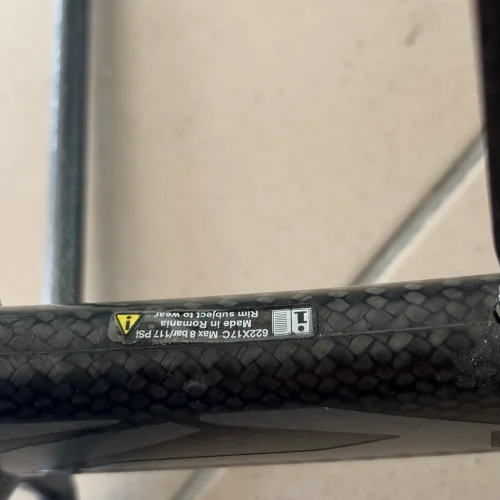 622X17C Max 8 bar/117 PSI
Made in Romania
Rim subject to wear